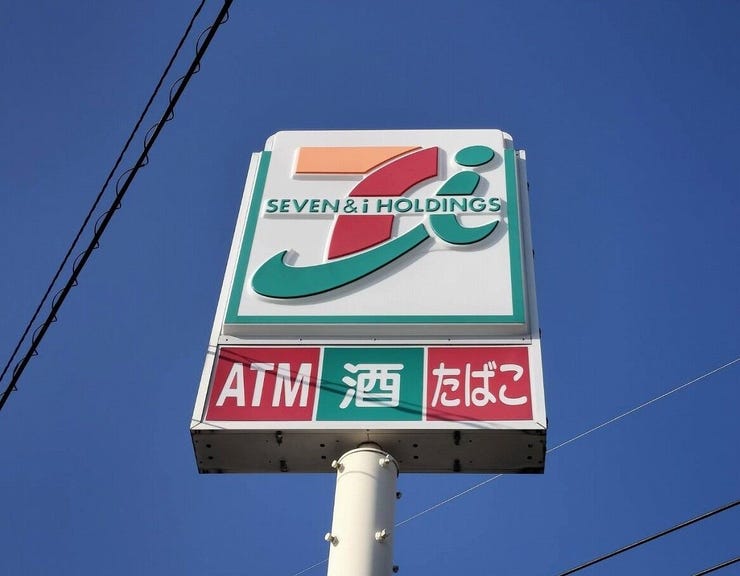 SEVEN & i HOLDINGS
ATM 酒 たばこ